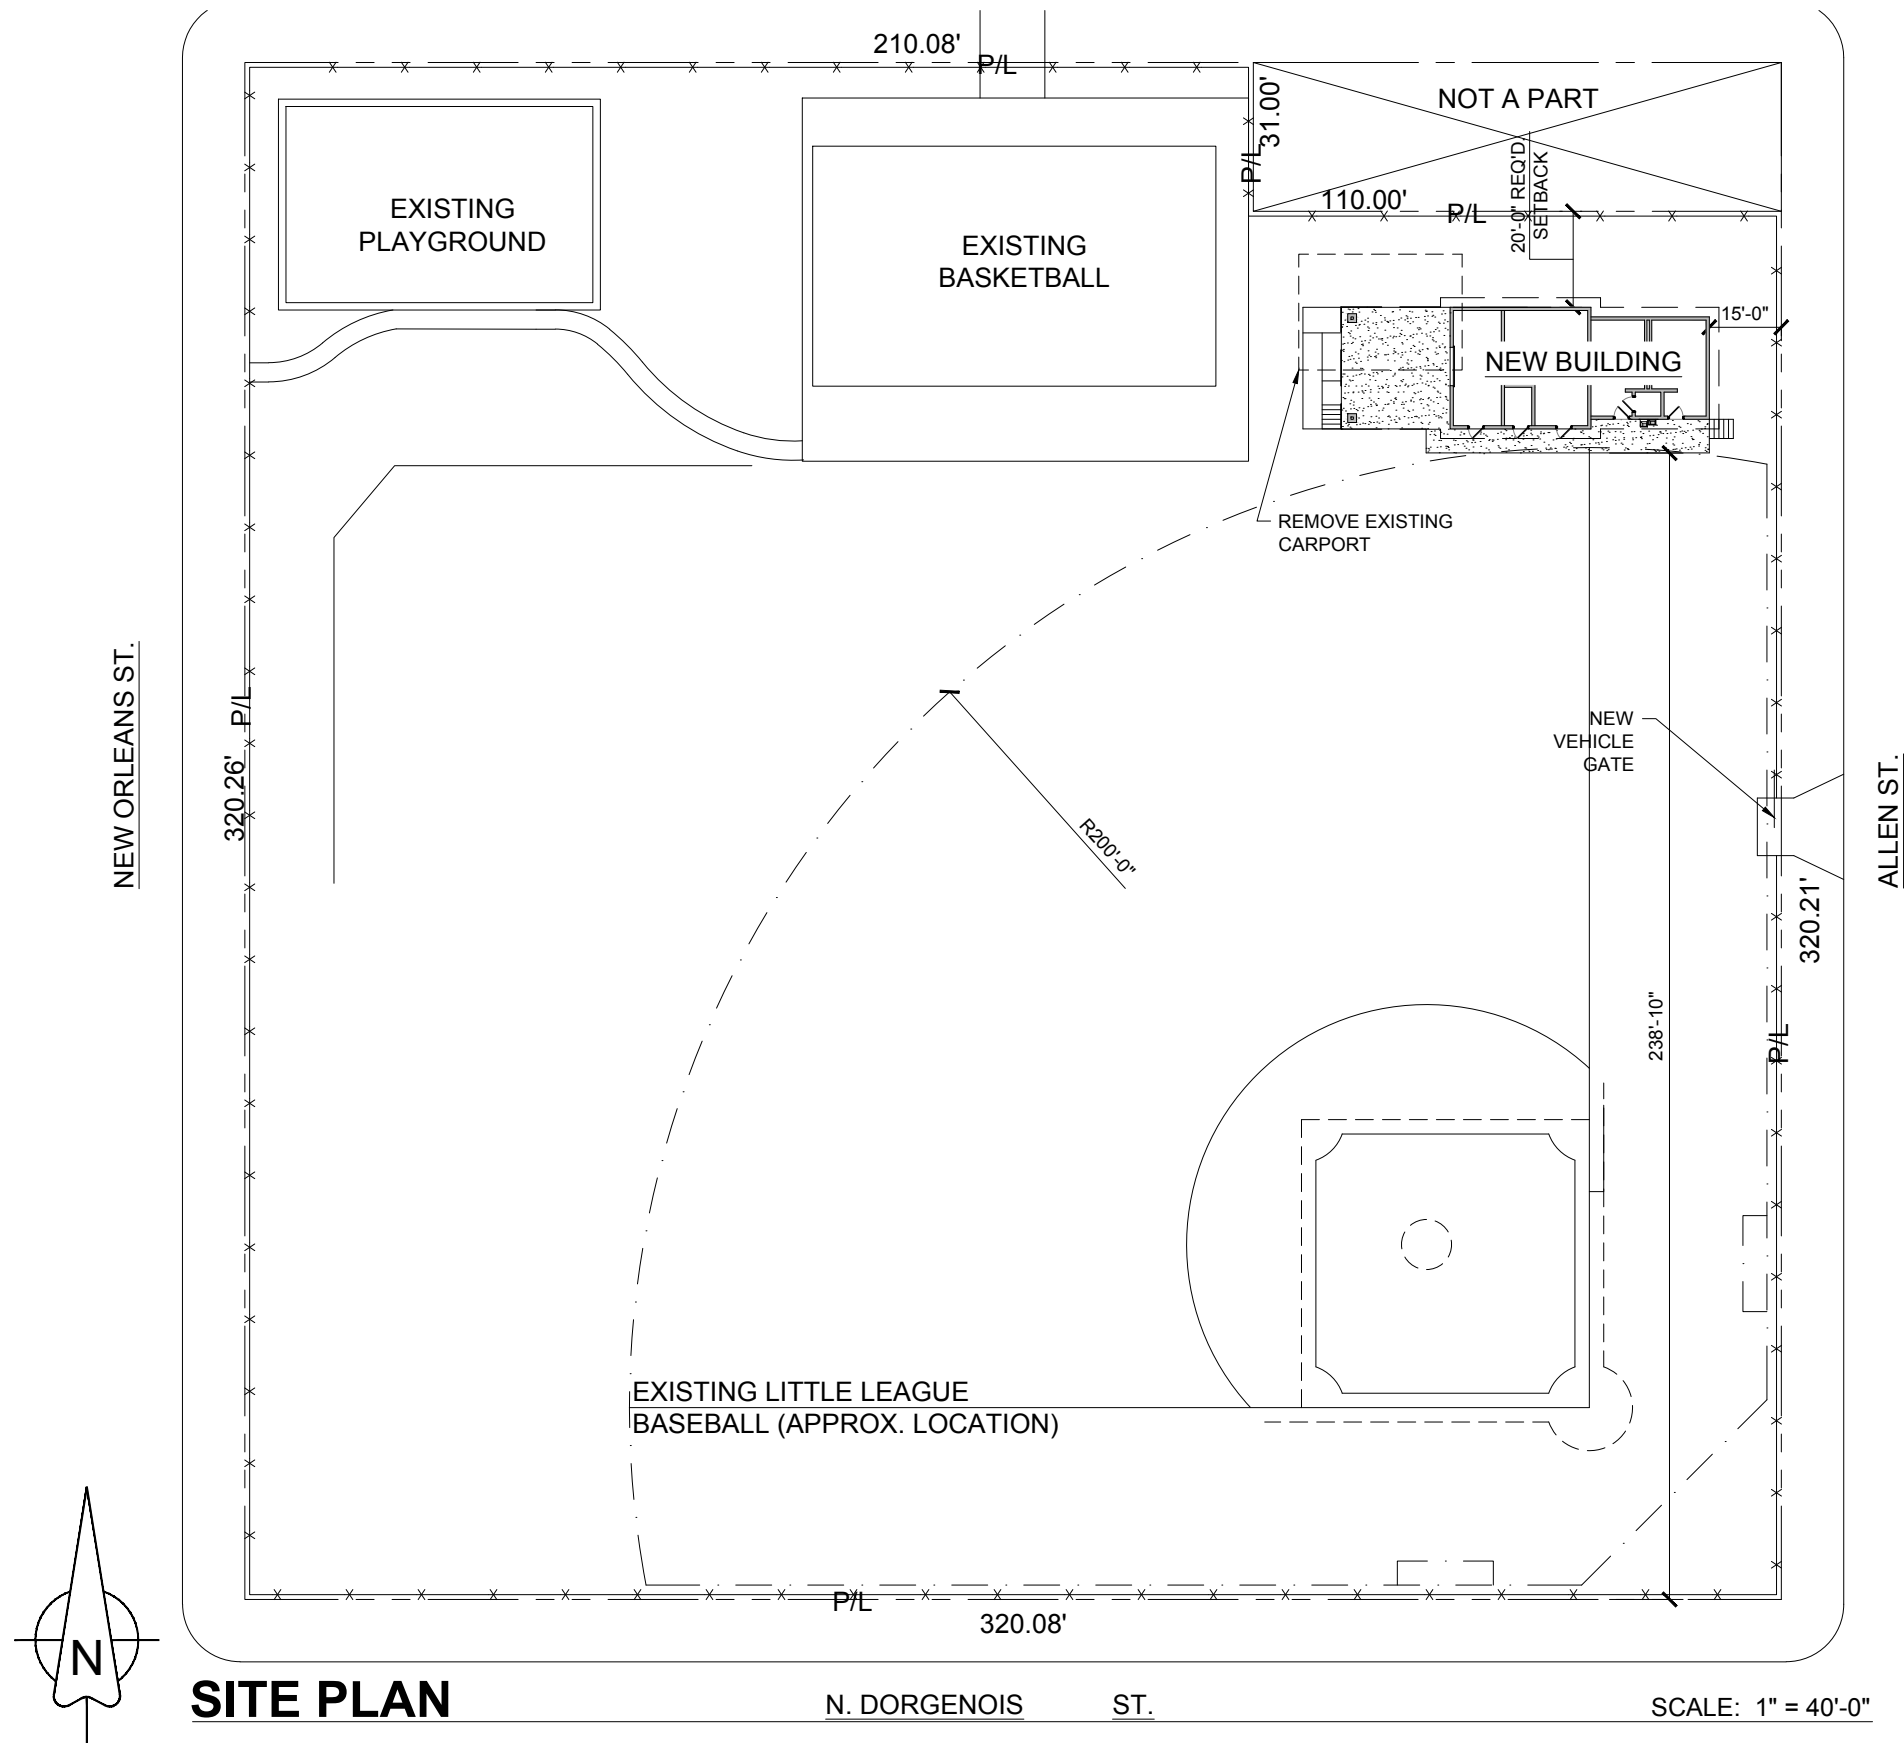 210.08'
P/L
NOT A PART
31.00'
P/L
110.00'
P/L
20'-0" REQ'D
SETBACK
EXISTING
PLAYGROUND
EXISTING
BASKETBALL
15'-0"
NEW BUILDING
REMOVE EXISTING
CARPORT
NEW ORLEANS ST.
P/L
320.26'
R200'-0"
NEW
VEHICLE
GATE
ALLEN ST.
320.21'
238'-10"
P/L
EXISTING LITTLE LEAGUE
BASEBALL (APPROX. LOCATION)
P/L
320.08'
N
SITE PLAN
N. DORGENOIS ST.
SCALE: 1" = 40'-0"